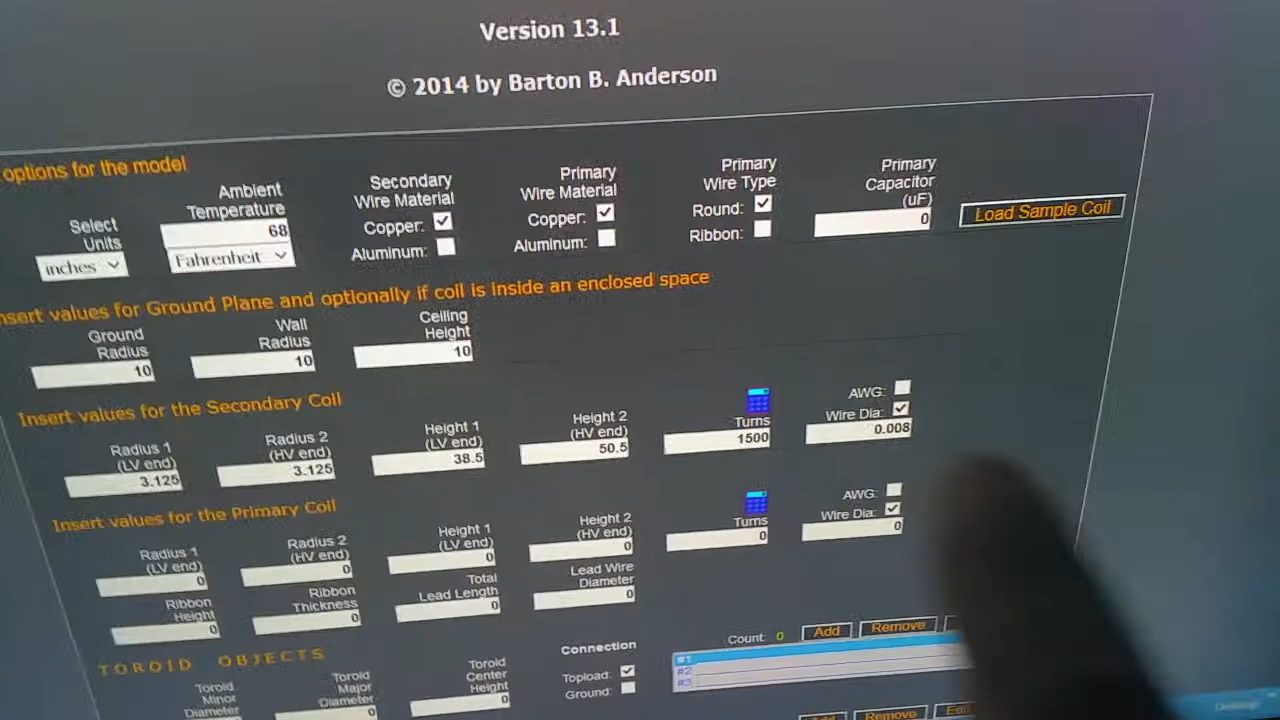 Version 13.1
© 2014 by Barton B. Anderson
options for the model
Select Units
inches
Ambient Temperature
68
Fahrenheit
Secondary Wire Material
Copper:
Aluminum:
Primary Wire Material
Copper:
Aluminum:
Primary Wire Type
Round:
Ribbon:
Primary Capacitor (uF)
0
Load Sample Coil
nsert values for Ground Plane and optionally if coil is inside an enclosed space
Ground Radius
10
Wall Radius
10
Ceiling Height
10
Insert values for the Secondary Coil
Radius 1 (LV end)
3.125
Radius 2 (HV end)
3.125
Height 1 (LV end)
38.5
Height 2 (HV end)
50.5
Turns
1500
AWG:
Wire Dia:
0.008
Insert values for the Primary Coil
Radius 1 (LV end)
0
Radius 2 (HV end)
0
Height 1 (LV end)
0
Height 2 (HV end)
0
Turns
0
AWG:
Wire Dia:
0
Ribbon Height
0
Ribbon Thickness
0
Total Lead Length
0
Lead Wire Diameter
0
TOROID OBJECTS
Toroid Minor Diameter
Toroid Major Diameter
0
Toroid Center Height
0
Connection
Topload:
Ground:
Count: 0
Add
Remove
#1
#2
#3
Add
Remove
Edit